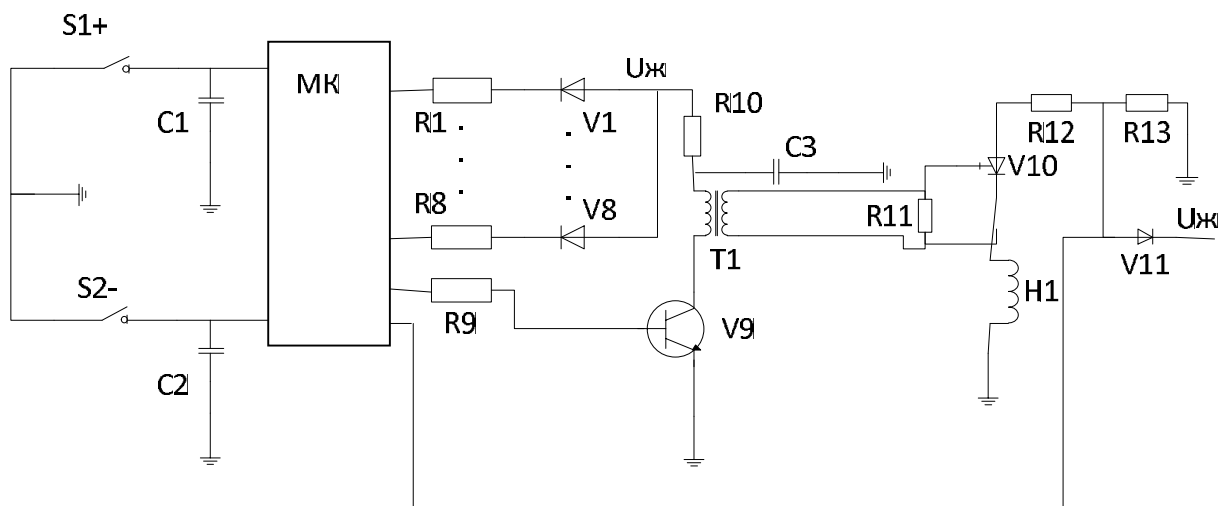 S1+
C1
МК
R1
V1
Uж
R10
C3
R12
R13
V10
R8
V8
R11
Uж
T1
V11
S2-
H1
R9
V9
C2